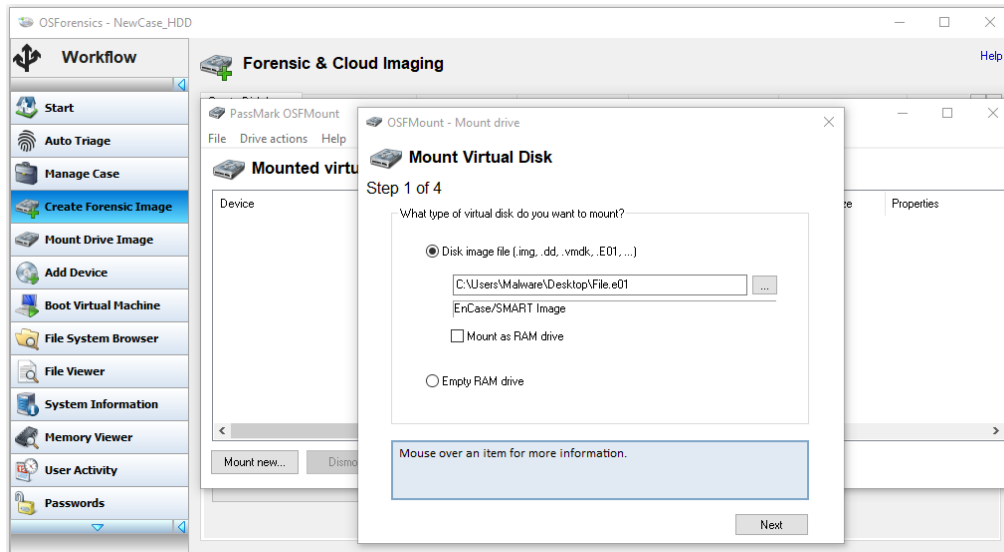 OSForensics - NewCase_HDD
Workflow
Start
Auto Triage
Manage Case
Create Forensic Image
Mount Drive Image
Add Device
Boot Virtual Machine
File System Browser
File Viewer
System Information
Memory Viewer
User Activity
Passwords
Forensic & Cloud Imaging
Help
PassMark OSFMount
File Drive actions Help
Mounted virtu
Device
Properties
Mount new...
Dismo
OSFMount - Mount drive
Mount Virtual Disk
Step 1 of 4
What type of virtual disk do you want to mount?
Disk image file (.img, .dd, .vmdk, .E01, ...)
C:\Users\Malware\Desktop\File.e01
...
EnCase/SMART Image
Mount as RAM drive
Empty RAM drive
Mouse over an item for more information.
Next